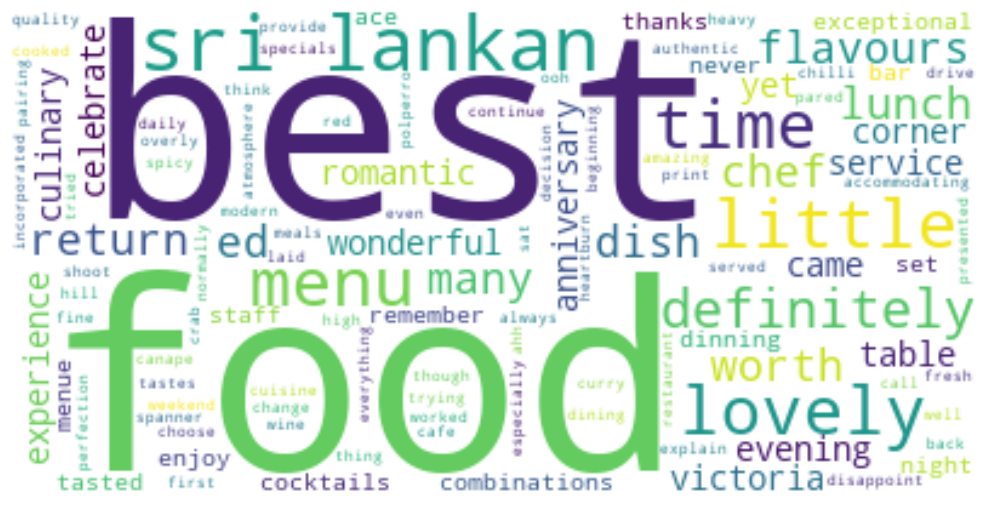 quality
provide
ace
thanks
heavy
exceptional
cooked
sri lankan
specials
authentic
flavours
best
never
celebrate
culinary
pairing
incorporated
tried
think
ooh
yet
bar
chilli
drive
pared
lunch
daily
overly
spicy
red
continue
polperro
atmosphere
time
corner
romantic
decision
anniversary
beginning
amazing
print
chef
service
accommodating
modern
even
little
return
ed
meals
laid
wonderful
sat
heartburn
dish
came
set
served
presented
shoot
hill
fine
normally
crab
menu
many
definitely
experience
menue
staff
high
remember
always
dinning
food
canape
tastes
weekend
spanner
choose
perfection
cuisine
change
wine
everything
though
trying
worked
cafe
especially
ahh
curry
dining
restaurant
worth
table
call
fresh
lovely
well
enjoy
thing
explain
evening
back
night
tasted
first
cocktails
combinations
victoria
disappoint